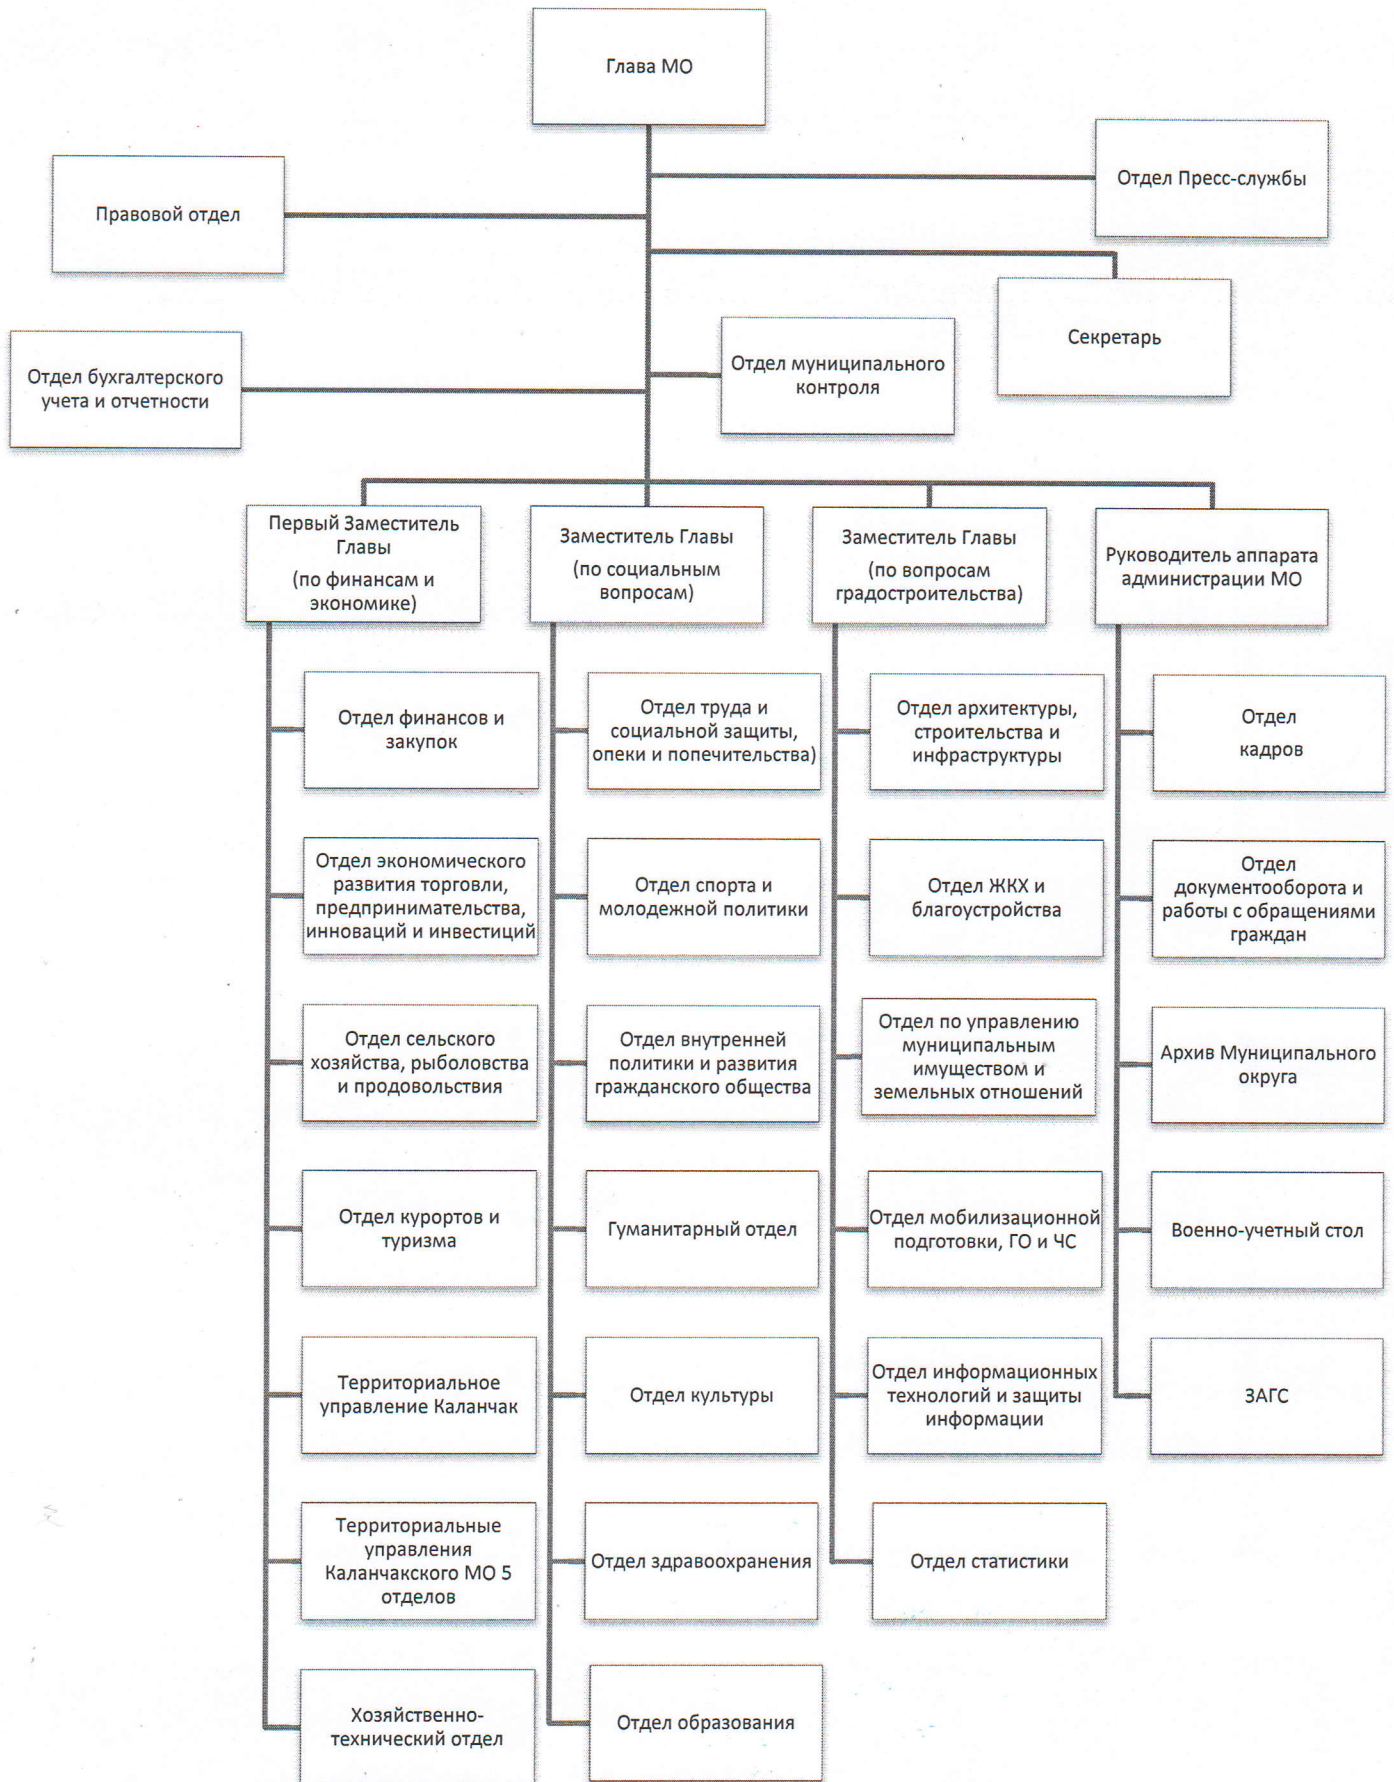 Глава МО
Отдел Пресс-службы
Правовой отдел
Секретарь
Отдел муниципального
контроля
Отдел бухгалтерского
учета и отчетности
Первый Заместитель
Главы
(по финансам и
экономике)
Заместитель Главы
(по социальным
вопросам)
Заместитель Главы
(по вопросам
градостроительства)
Руководитель аппарата
администрации МО
Отдел финансов и
закупок
Отдел экономического
развития торговли,
предпринимательства,
инноваций и инвестиций
Отдел сельского
хозяйства, рыболовства
и продовольствия
Отдел курортов и
туризма
Территориальное
управление Каланчак
Территориальные
управления
Каланчакского МО 5
отделов
Хозяйственно-
технический отдел
Отдел труда и
социальной защиты,
опеки и попечительства)
Отдел спорта и
молодежной политики
Отдел внутренней
политики и развития
гражданского общества
Гуманитарный отдел
Отдел культуры
Отдел здравоохранения
Отдел образования
Отдел архитектуры,
строительства и
инфраструктуры
Отдел ЖКХ и
благоустройства
Отдел по управлению
муниципальным
имуществом и
земельных отношений
Отдел мобилизационной
подготовки, ГО и ЧС
Отдел информационных
технологий и защиты
информации
Отдел статистики
Отдел
кадров
Отдел
документооборота и
работы с обращениями
граждан
Архив Муниципального
округа
Военно-учетный стол
ЗАГС